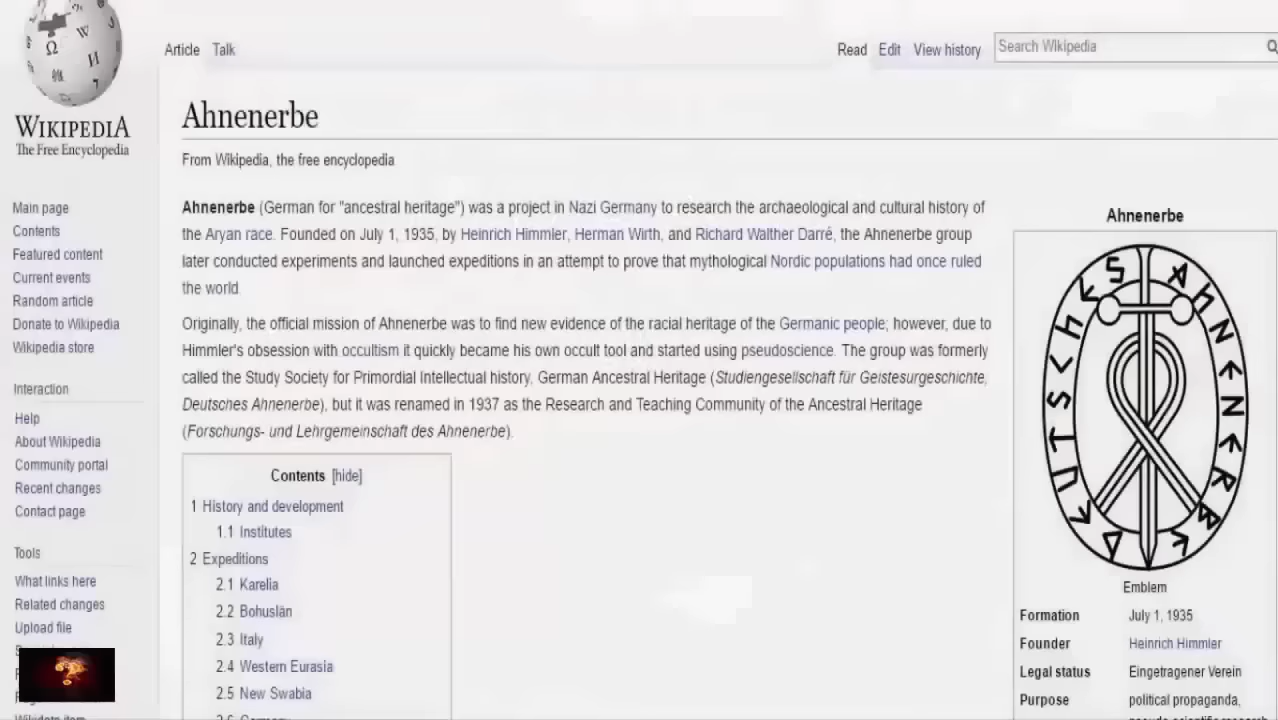 Article Talk
Read Edit View history Search Wikipedia
WIKIPEDIA
The Free Encyclopedia
Main page
Contents
Featured content
Current events
Random article
Donate to Wikipedia
Wikipedia store
Interaction
Help
About Wikipedia
Community portal
Recent changes
Contact page
Tools
What links here
Related changes
Upload file
Ahnenerbe
From Wikipedia, the free encyclopedia
Ahnenerbe (German for "ancestral heritage") was a project in Nazi Germany to research the archaeological and cultural history of
the Aryan race. Founded on July 1, 1935, by Heinrich Himmler, Herman Wirth, and Richard Walther Darré, the Ahnenerbe group
later conducted experiments and launched expeditions in an attempt to prove that mythological Nordic populations had once ruled
the world
Originally, the official mission of Ahnenerbe was to find new evidence of the racial heritage of the Germanic people; however, due to
Himmler's obsession with occultism it quickly became his own occult tool and started using pseudoscience. The group was formerly
called the Study Society for Primordial Intellectual history, German Ancestral Heritage (Studiengesellschaft für Geistesurgeschichte,
Deutsches Ahnenerbe), but it was renamed in 1937 as the Research and Teaching Community of the Ancestral Heritage
(Forschungs- und Lehrgemeinschaft des Ahnenerbe).
Contents [hide]
1 History and development
1.1 Institutes
2 Expeditions
2.1 Karelia
2.2 Bohuslän
2.3 Italy
2.4 Western Eurasia
2.5 New Swabia
Ahnenerbe
DEUTSCHES AHNENERBE
Emblem
Formation July 1, 1935
Founder Heinrich Himmler
Legal status Eingetragener Verein
Purpose political propaganda,